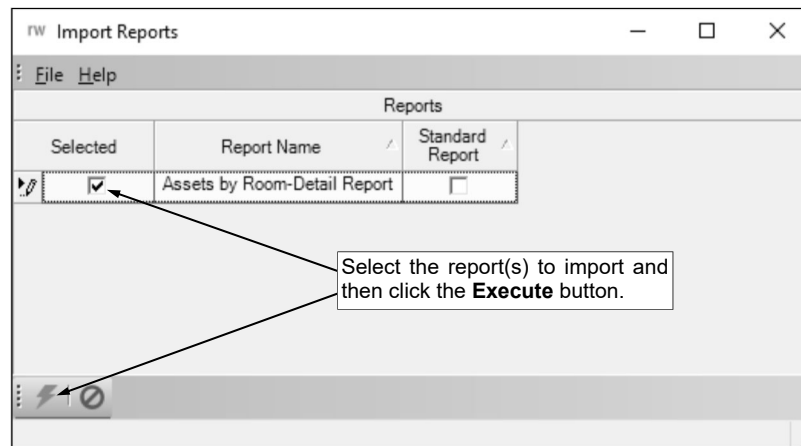 rw Import Reports
File Help
Reports
Selected
Report Name
Standard
Report
Assets by Room-Detail Report
Select the report(s) to import and
then click the Execute button.